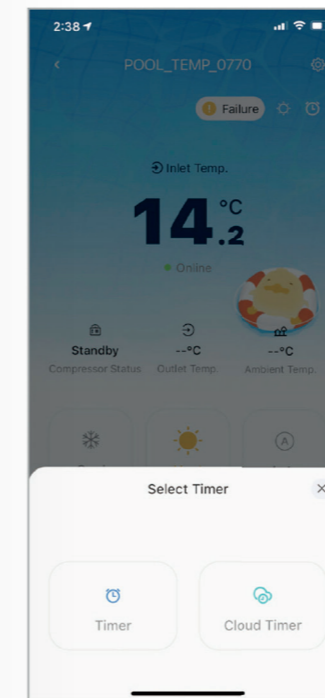 2:38
POOL_TEMP_0770
Failure
Inlet Temp.
14.2 °C
Online
Standby
--°C
--°C
Compressor Status
Outlet Temp.
Ambient Temp.
A
Select Timer
Timer
Cloud Timer